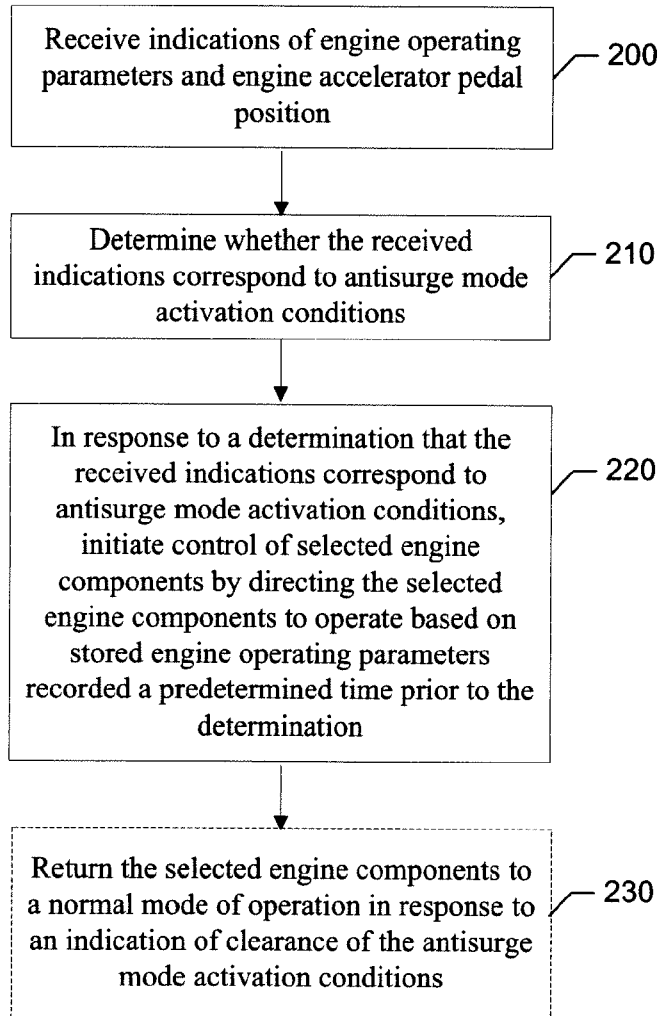 Receive indications of engine operating
parameters and engine accelerator pedal
position
200
Determine whether the received
indications correspond to antisurge mode
activation conditions
210
In response to a determination that the
received indications correspond to
antisurge mode activation conditions,
initiate control of selected engine
components by directing the selected
engine components to operate based on
stored engine operating parameters
recorded a predetermined time prior to the
determination
220
Return the selected engine components to
a normal mode of operation in response to
an indication of clearance of the antisurge
mode activation conditions
230